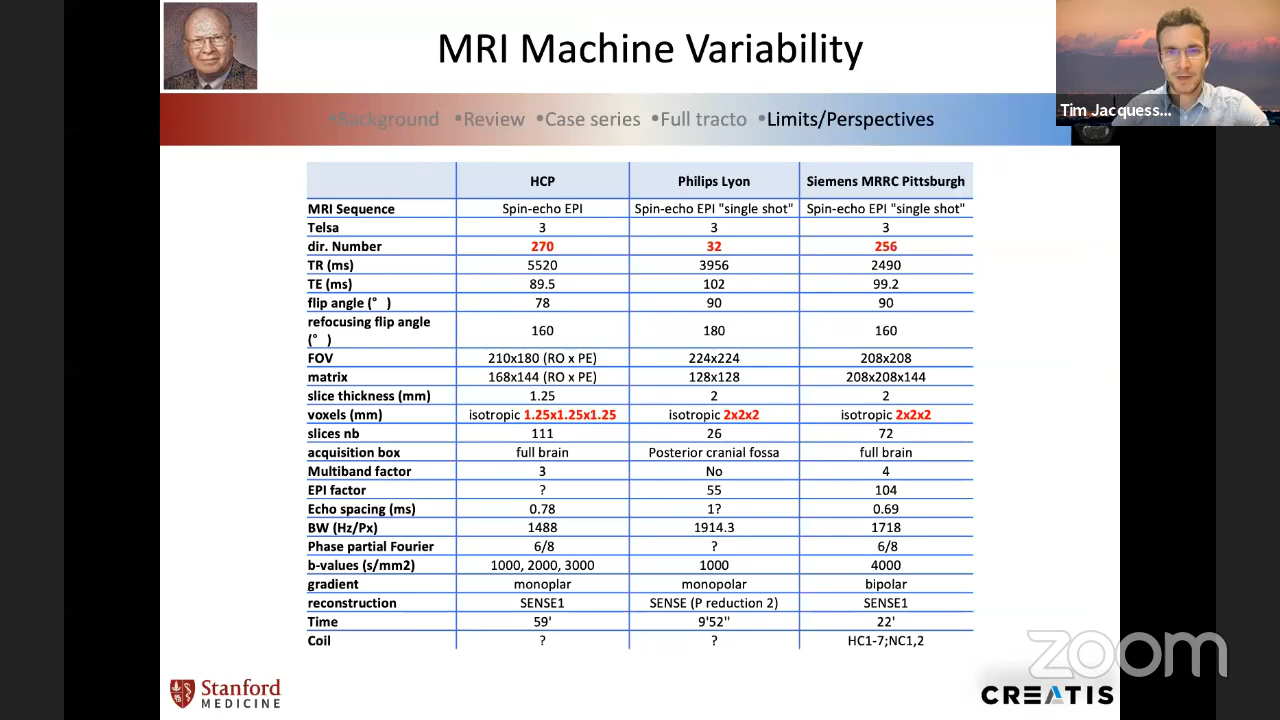 MRI Machine Variability
Tim Jacquess...
•Background •Review •Case series •Full tracto •Limits/Perspectives
HCP Philips Lyon Siemens MRRC Pittsburgh
MRI Sequence Spin-echo EPI Spin-echo EPI "single shot" Spin-echo EPI "single shot"
Telsa 3 3 3
dir. Number 270 32 256
TR (ms) 5520 3956 2490
TE (ms) 89.5 102 99.2
flip angle (° ) 78 90 90
refocusing flip angle
(° ) 160 180 160
FOV 210x180 (RO x PE) 224x224 208x208
matrix 168x144 (RO x PE) 128x128 208x208x144
slice thickness (mm) 1.25 2 2
voxels (mm) isotropic 1.25x1.25x1.25 isotropic 2x2x2 isotropic 2x2x2
slices nb 111 26 72
acquisition box full brain Posterior cranial fossa full brain
Multiband factor 3 No 4
EPI factor ? 55 104
Echo spacing (ms) 0.78 1? 0.69
BW (Hz/Px) 1488 1914.3 1718
Phase partial Fourier 6/8 ? 6/8
b-values (s/mm2) 1000, 2000, 3000 1000 4000
gradient monoplar monopolar bipolar
reconstruction SENSE1 SENSE (P reduction 2) SENSE1
Time 59' 9'52'' 22'
Coil ? ? HC1-7;NC1,2
zoom
Stanford
MEDICINE
CREATIS